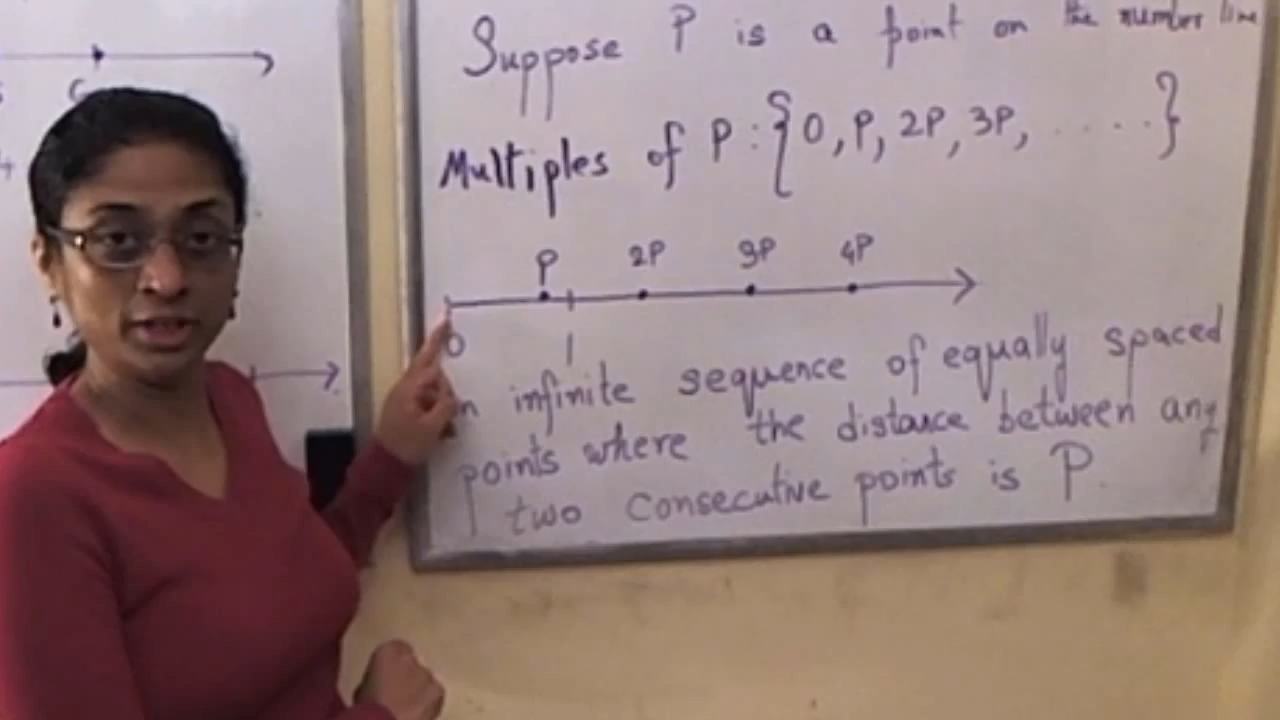 Suppose P is a point on the number line
Multiples of P : {0, P, 2P, 3P, .....}
P 2P 3P 4P
0 1
infinite sequence of equally spaced
points where the distance between any
two consecutive points is P.